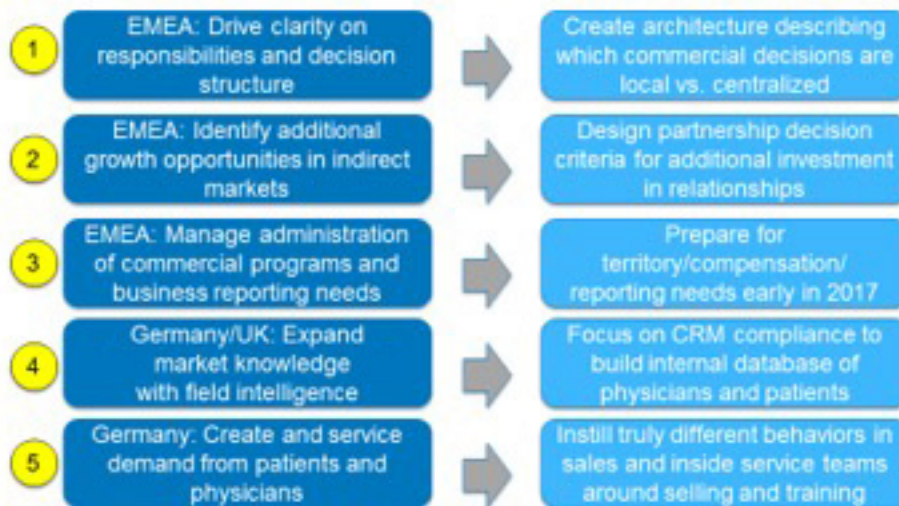 1
EMEA: Drive clarity on
responsibilities and decision
structure
Create architecture describing
which commercial decisions are
local vs. centralized
2
EMEA: Identify additional
growth opportunities in indirect
markets
Design partnership decision
criteria for additional investment
in relationships
3
EMEA: Manage administration
of commercial programs and
business reporting needs
Prepare for
territory/compensation/
reporting needs early in 2017
4
Germany/UK: Expand
market knowledge
with field intelligence
Focus on CRM compliance to
build internal database of
physicians and patients
5
Germany: Create and service
demand from patients and
physicians
Instill truly different behaviors in
sales and inside service teams
around selling and training